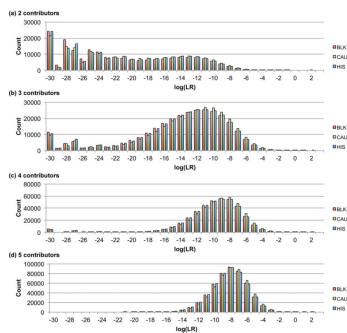 (a) 2 contributors
Count
30000
20000
10000
0
-30 -28 -26 -24 -22 -20 -18 -16 -14 -12 -10 -8 -6 -4 -2 0 2
log(LR)
BLK
CAU
HIS
(b) 3 contributors
Count
30000
20000
10000
0
-30 -28 -26 -24 -22 -20 -18 -16 -14 -12 -10 -8 -6 -4 -2 0 2
log(LR)
BLK
CAU
HIS
(c) 4 contributors
Count
80000
60000
40000
20000
0
-30 -28 -26 -24 -22 -20 -18 -16 -14 -12 -10 -8 -6 -4 -2 0 2
log(LR)
BLK
CAU
HIS
(d) 5 contributors
Count
100000
80000
60000
40000
20000
0
-30 -28 -26 -24 -22 -20 -18 -16 -14 -12 -10 -8 -6 -4 -2 0 2
log(LR)
BLK
CAU
HIS